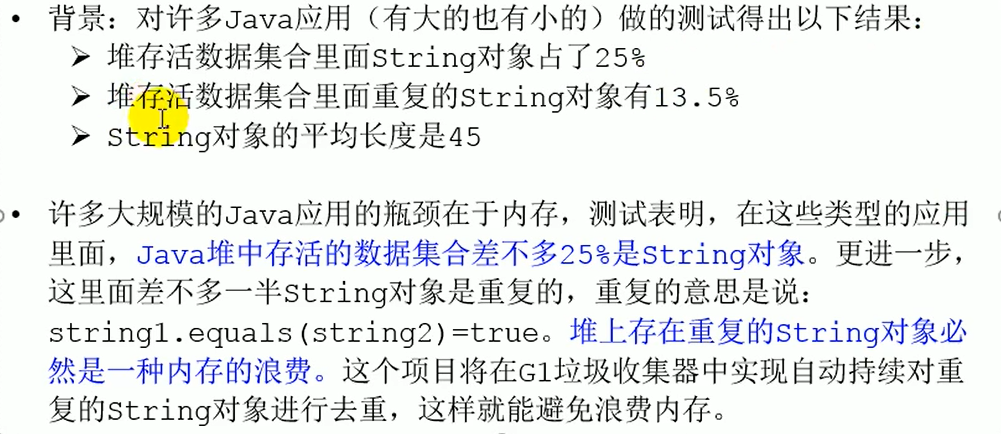 • 背景：对许多Java应用（有大的也有小的）做的测试得出以下结果：
➢ 堆存活数据集合里面String对象占了25%
➢ 堆存活数据集合里面重复的String对象有13.5%
➢ String对象的平均长度是45
• 许多大规模的Java应用的瓶颈在于内存，测试表明，在这些类型的应用
里面，Java堆中存活的数据集合差不多25%是String对象。更进一步，
这里面差不多一半String对象是重复的，重复的意思是说：
string1.equals(string2)=true。堆上存在重复的String对象必
然是一种内存的浪费。这个项目将在G1垃圾收集器中实现自动持续对重
复的String对象进行去重，这样就能避免浪费内存。